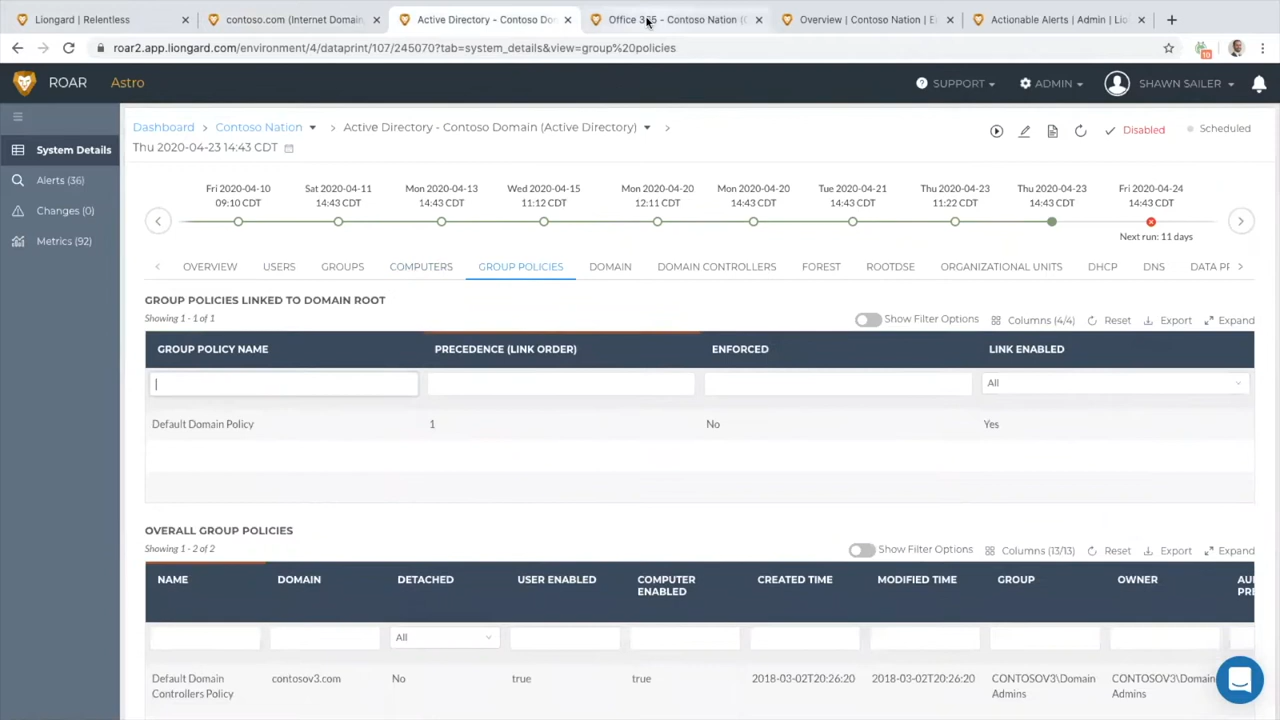 Liongard | Relentless
contoso.com (Internet Domain
Active Directory - Contoso Do
Office 365 - Contoso Nation (
Overview | Contoso Nation | E
Actionable Alerts | Admin | Lio
roar2.app.liongard.com/environment/4/dataprint/107/245070?tab=system_details&view=group%20policies
ROAR
Astro
SUPPORT
ADMIN
SHAWN SAILER
System Details
Alerts (36)
Changes (0)
Metrics (92)
Dashboard > Contoso Nation > Active Directory - Contoso Domain (Active Directory) >
Thu 2020-04-23 14:43 CDT
Disabled
Scheduled
Fri 2020-04-10
09:10 CDT
Sat 2020-04-11
14:43 CDT
Mon 2020-04-13
14:43 CDT
Wed 2020-04-15
11:12 CDT
Mon 2020-04-20
12:11 CDT
Mon 2020-04-20
14:43 CDT
Tue 2020-04-21
14:43 CDT
Thu 2020-04-23
11:22 CDT
Thu 2020-04-23
14:43 CDT
Fri 2020-04-24
14:43 CDT
Next run: 11 days
OVERVIEW USERS GROUPS COMPUTERS GROUP POLICIES DOMAIN DOMAIN CONTROLLERS FOREST ROOTDSE ORGANIZATIONAL UNITS DHCP DNS DATA PR
GROUP POLICIES LINKED TO DOMAIN ROOT
Showing 1 - 1 of 1
Show Filter Options Columns (4/4) Reset Export Expand
GROUP POLICY NAME PRECEDENCE (LINK ORDER) ENFORCED LINK ENABLED
All
Default Domain Policy 1 No Yes
OVERALL GROUP POLICIES
Showing 1 - 2 of 2
Show Filter Options Columns (13/13) Reset Export Expand
NAME
DOMAIN
DETACHED
USER ENABLED
COMPUTER
ENABLED
CREATED TIME
MODIFIED TIME
GROUP
OWNER
AU
PRE
All
Default Domain
Controllers Policy
contosov3.com
No
true
true
2018-03-02T20:26:20
2018-03-02T20:26:20
CONTOSOV3\Domain
Admins
CONTOSOV3\Domain
Admins